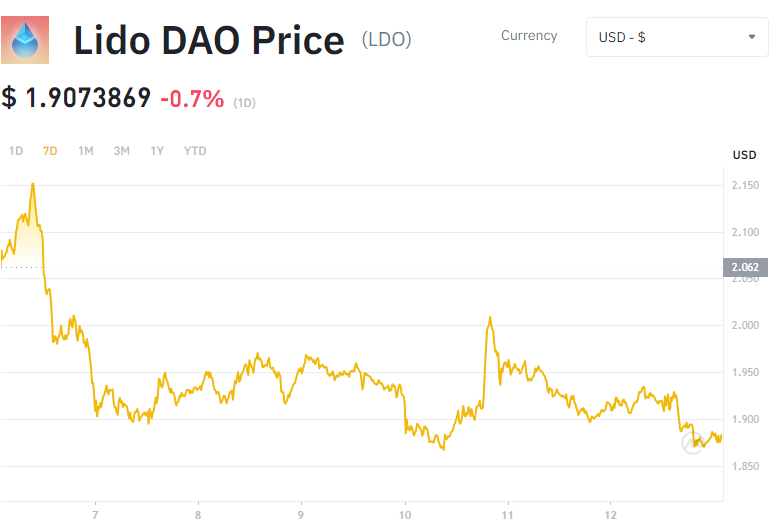 Lido DAO Price (LDO)
Currency
USD - $
$ 1.9073869 -0.7% (1D)
1D 7D 1M 3M 1Y YTD
USD
2.150
2.100
2.062
2.050
2.000
1.950
1.900
1.850
7 8 9 10 11 12